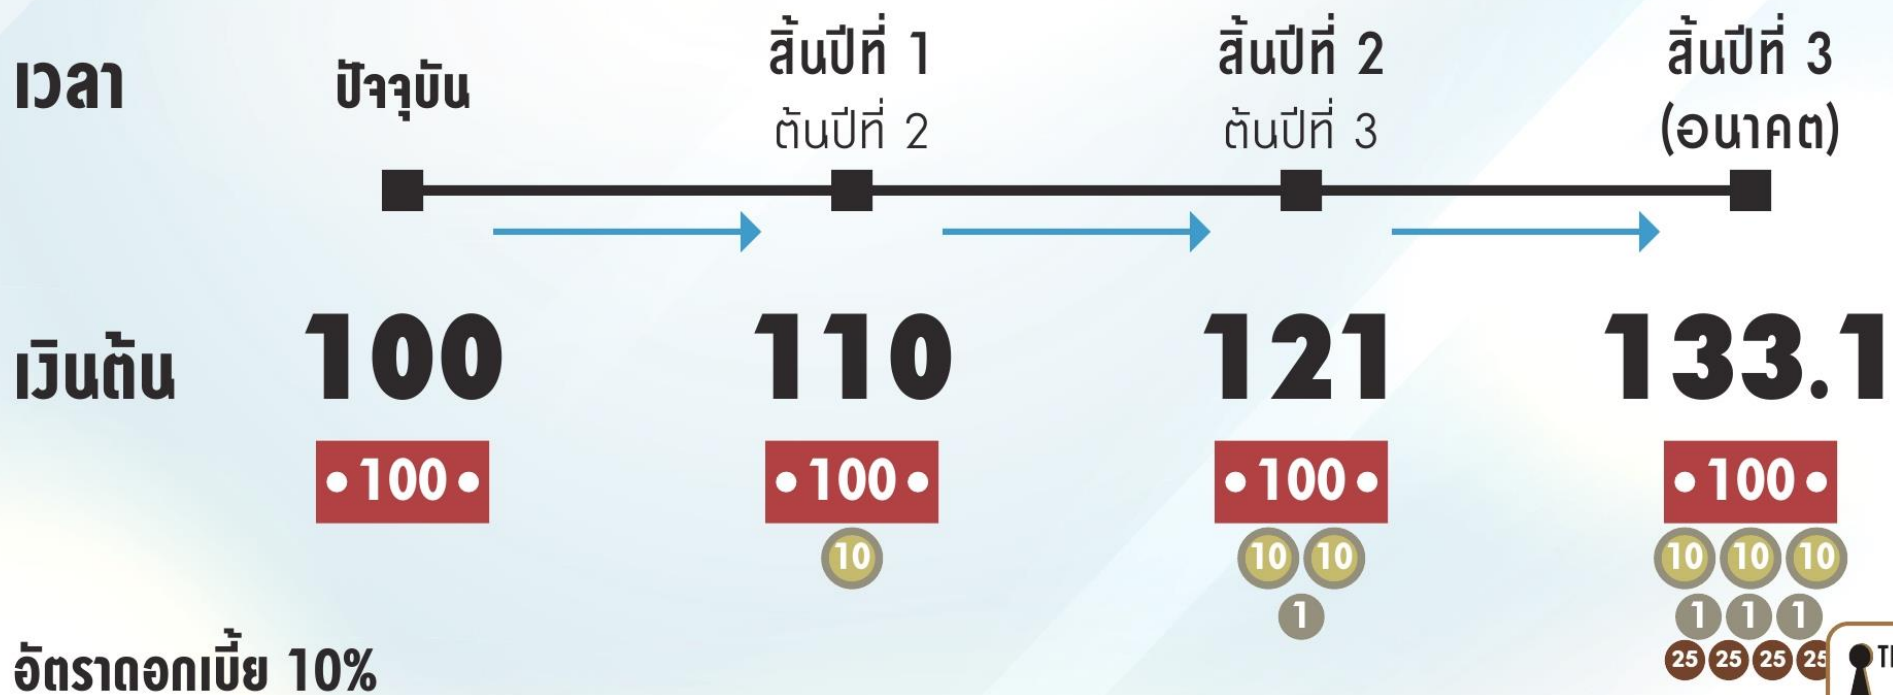 เวลา
ปัจจุบัน
สิ้นปีที่ 1
ต้นปีที่ 2
สิ้นปีที่ 2
ต้นปีที่ 3
สิ้นปีที่ 3
(อนาคต)
เงินต้น 100 110 121 133.1
• 100 • • 100 • • 100 • • 100 •
10 10 10 10 10 10
1 1 1 1
25 25 25 25
อัตราดอกเบี้ย 10%